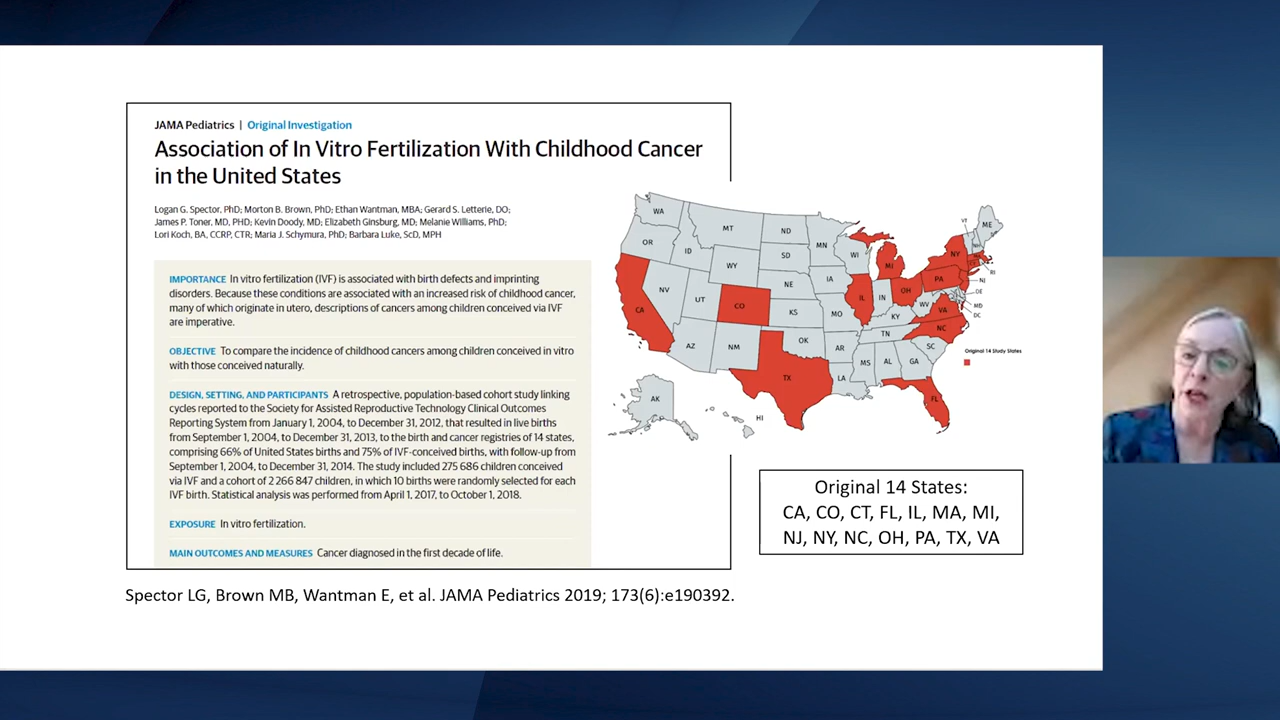 JAMA Pediatrics | Original Investigation
Association of In Vitro Fertilization With Childhood Cancer
in the United States
Logan G. Spector, PhD; Morton B. Brown, PhD; Ethan Wantman, MBA; Gerard S. Letterie, DO;
James P. Toner, MD, PHD; Kevin Doody, MD; Elizabeth Ginsburg, MD; Melanie Williams, PhD;
Lori Koch, BA, CCRP, CTR; Maria J. Schymura, PhD; Barbara Luke, ScD, MPH
IMPORTANCE In vitro fertilization (IVF) is associated with birth defects and imprinting
disorders. Because these conditions are associated with an increased risk of childhood cancer,
many of which originate in utero, descriptions of cancers among children conceived via IVF
are imperative.
OBJECTIVE To compare the incidence of childhood cancers among children conceived in vitro
with those conceived naturally.
DESIGN, SETTING, AND PARTICIPANTS A retrospective, population-based cohort study linking
cycles reported to the Society for Assisted Reproductive Technology Clinical Outcomes
Reporting System from January 1, 2004, to December 31, 2012, that resulted in live births
from September 1, 2004, to December 31, 2013, to the birth and cancer registries of 14 states,
comprising 66% of United States births and 75% of IVF-conceived births, with follow-up from
September 1, 2004, to December 31, 2014. The study included 275 686 children conceived
via IVF and a cohort of 2 266 847 children, in which 10 births were randomly selected for each
IVF birth. Statistical analysis was performed from April 1, 2017, to October 1, 2018.
EXPOSURE In vitro fertilization.
MAIN OUTCOMES AND MEASURES Cancer diagnosed in the first decade of life.
WA
MT
ND
MN
VT
ME
OR
ID
SD
WI
MI
NY
WY
IA
PA
RI
NE
NJ
NV
UT
CO
IL
IN
OH
DE
MD
DC
CA
KS
MO
KY
WV
VA
NC
TN
AZ
NM
OK
AR
SC
MS
AL
GA
TX
LA
FL
AK
HI
Original 14 Study States
Original 14 States:
CA, CO, CT, FL, IL, MA, MI,
NJ, NY, NC, OH, PA, TX, VA
Spector LG, Brown MB, Wantman E, et al. JAMA Pediatrics 2019; 173(6):e190392.